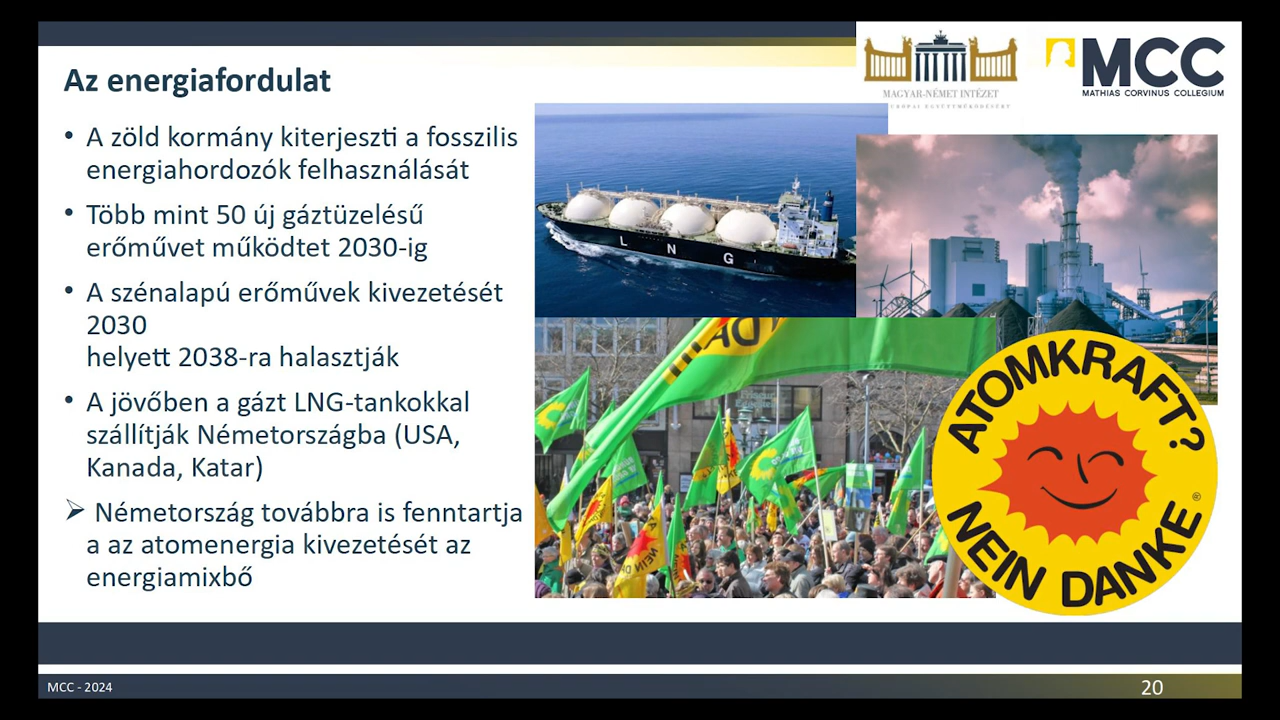 Az energiafordulat
• A zöld kormány kiterjeszti a fosszilis
energiahordozók felhasználását
• Több mint 50 új gáztüzelésű
erőművet működtet 2030-ig
• A szénalapú erőművek kivezetését
2030
helyett 2038-ra halasztják
• A jövőben a gázt LNG-tankokkal
szállítják Németországba (USA,
Kanada, Katar)
➢ Németország továbbra is fenntartja
a az atomenergia kivezetését az
energiamixbő
MAGYAR-NÉMET INTÉZET
MCC
MATHIAS CORVINUS COLLEGIUM
L N G
ATOMKRAFT?
NEIN DANKE
®
MCC - 2024
20